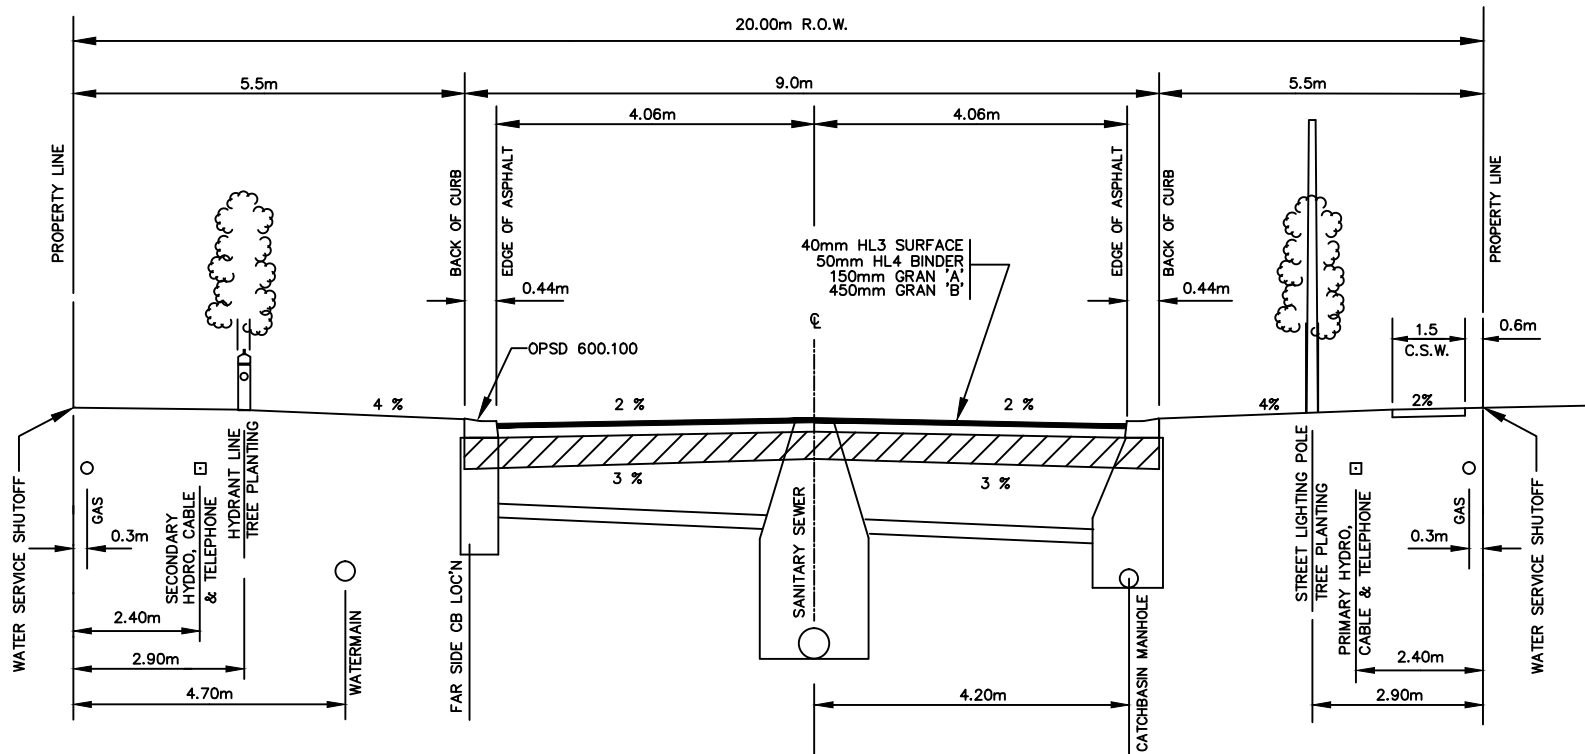 20.00m R.O.W.
5.5m
9.0m
5.5m
4.06m
4.06m
PROPERTY LINE
BACK OF CURB
EDGE OF ASPHALT
EDGE OF ASPHALT
BACK OF CURB
PROPERTY LINE
40mm HL3 SURFACE
50mm HL4 BINDER
150mm GRAN 'A'
450mm GRAN 'B'
0.44m
0.44m
℄
OPSD 600.100
1.5
C.S.W.
0.6m
4 %
2 %
2 %
4%
2%
3 %
3 %
WATER SERVICE SHUTOFF
GAS
0.3m
SECONDARY
HYDRO, CABLE
& TELEPHONE
HYDRANT LINE
TREE PLANTING
WATERMAIN
FAR SIDE CB LOC'N
SANITARY SEWER
CATCHBASIN MANHOLE
STREET LIGHTING POLE
TREE PLANTING
PRIMARY HYDRO,
CABLE & TELEPHONE
GAS
0.3m
WATER SERVICE SHUTOFF
2.40m
2.90m
4.70m
4.20m
2.40m
2.90m